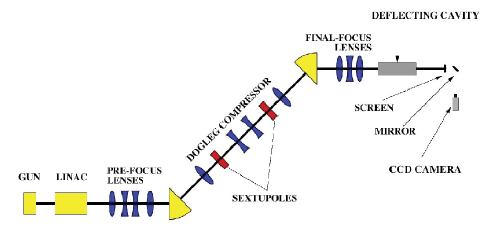 DEFLECTING CAVITY
FINAL-FOCUS
LENSES
DOGLEG COMPRESSOR
SCREEN
MIRROR
CCD CAMERA
GUN
LINAC
PRE-FOCUS
LENSES
SEXTUPOLES